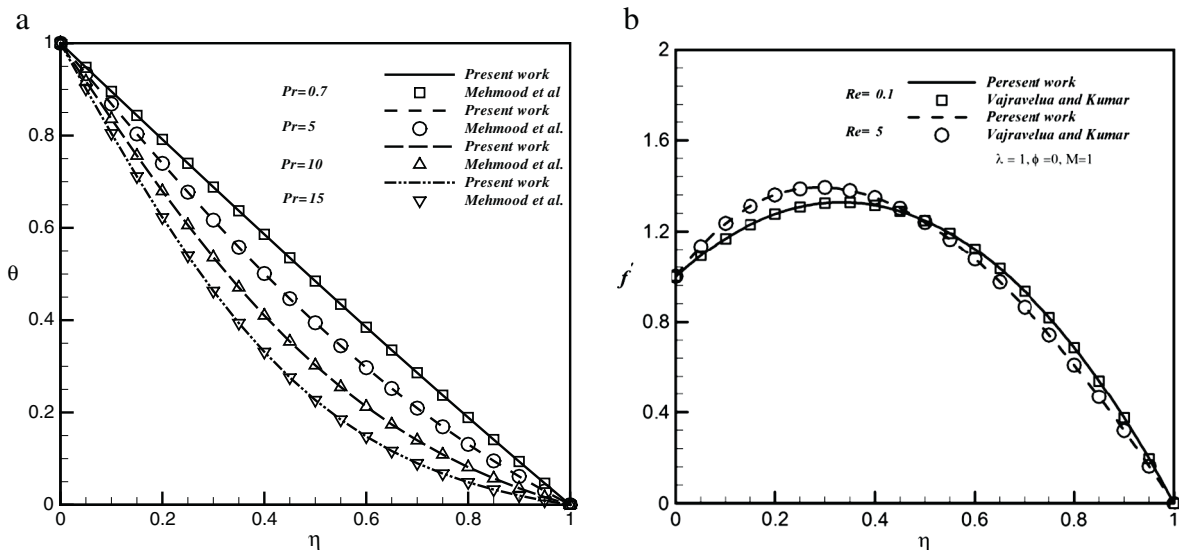 a
Present work
Pr=0.7
Mehmood et al
Present work
Pr=5
Mehmood et al.
Present work
Pr=10
Mehmood et al.
Present work
Pr=15
Mehmood et al.
1
0.8
0.6
θ
0.4
0.2
0
0 0.2 0.4 0.6 0.8 1
η
b
Peresent work
Re= 0.1
Vajravelua and Kumar
Peresent work
Re= 5
Vajravelua and Kumar
λ = 1, ϕ =0, M=1
2
1.6
1.2
f'
0.8
0.4
0
0 0.2 0.4 0.6 0.8 1
η